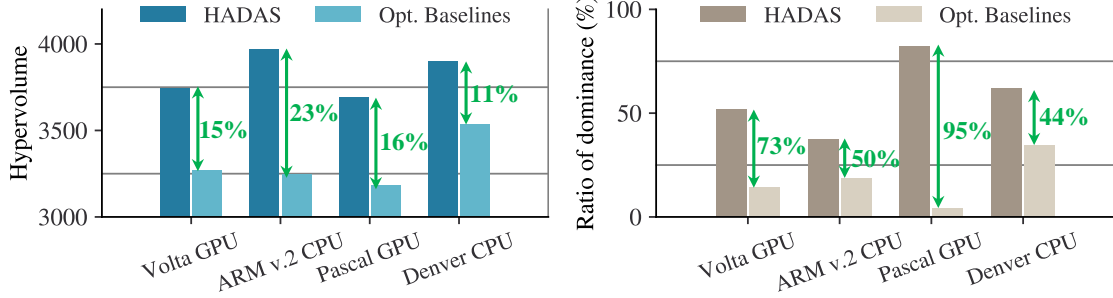 HADAS Opt. Baselines
Hypervolume
4000
3500
3000
15%
23%
16%
11%
Volta GPU
ARM v.2 CPU
Pascal GPU
Denver CPU
HADAS Opt. Baselines
Ratio of dominance (%)
100
50
0
73%
50%
95%
44%
Volta GPU
ARM v.2 CPU
Pascal GPU
Denver CPU